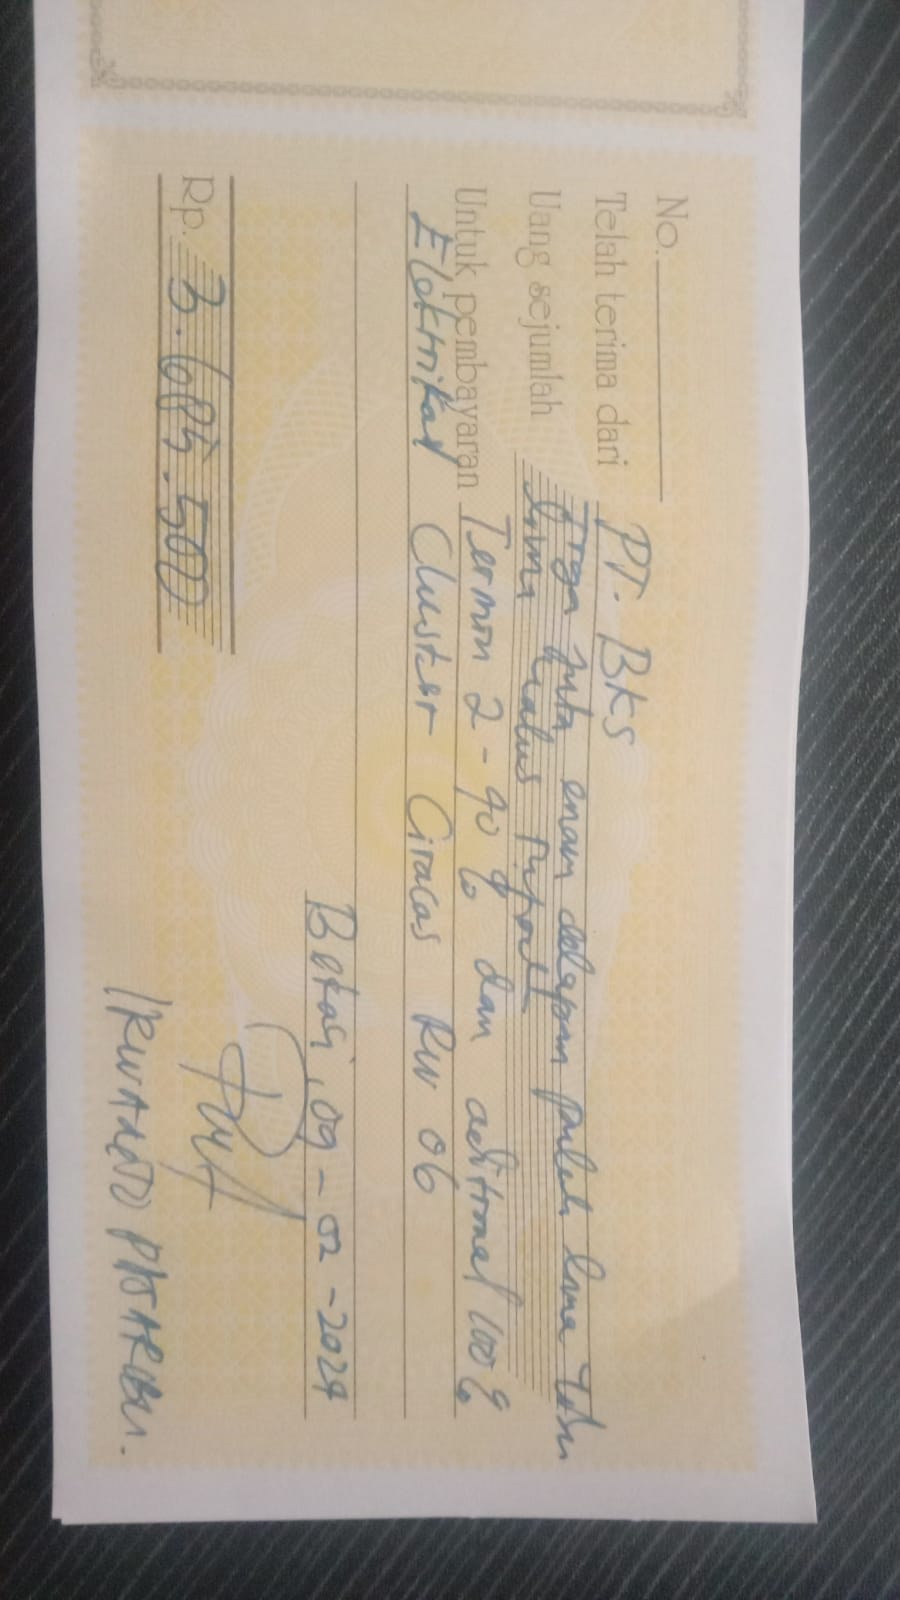 No.
Telah terima dari PT. BKS
Uang sejumlah Tiga juta enam delapan puluh lima
lima ratus rupiah
Untuk pembayaran Termin 2 - 90% dan aditional 100%
Elektrikal Cluster Ciracas RW 06
Bekasi, 09-02-2024
Rp. 3.685.500